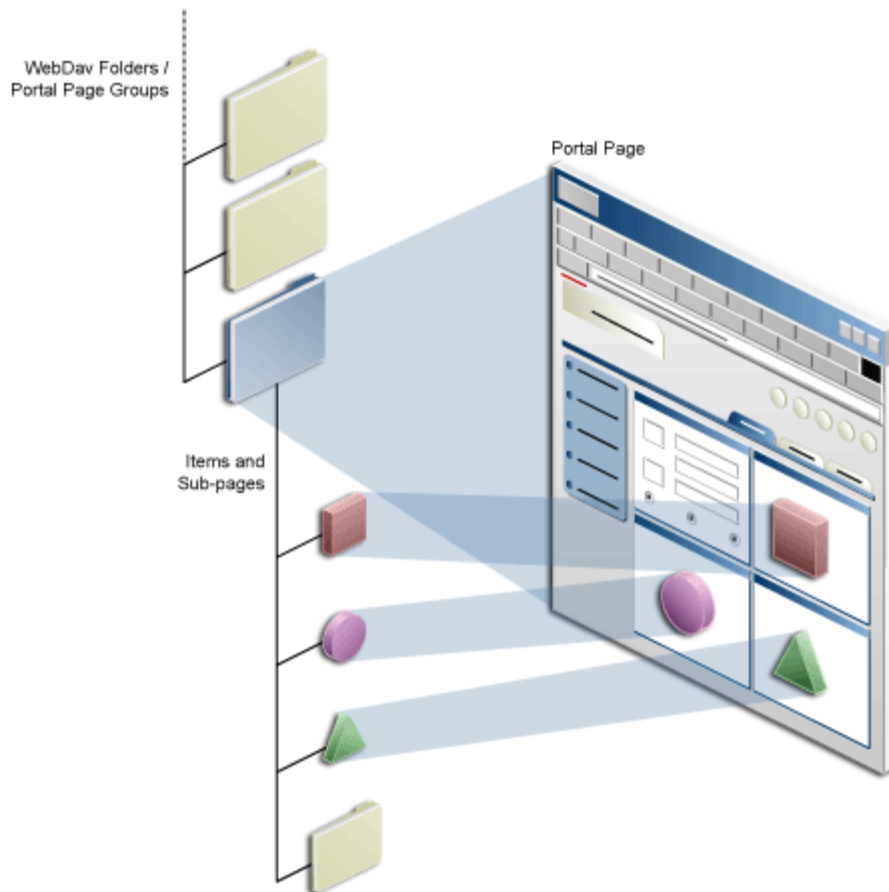 WebDav Folders /
Portal Page Groups
Portal Page
Items and
Sub-pages